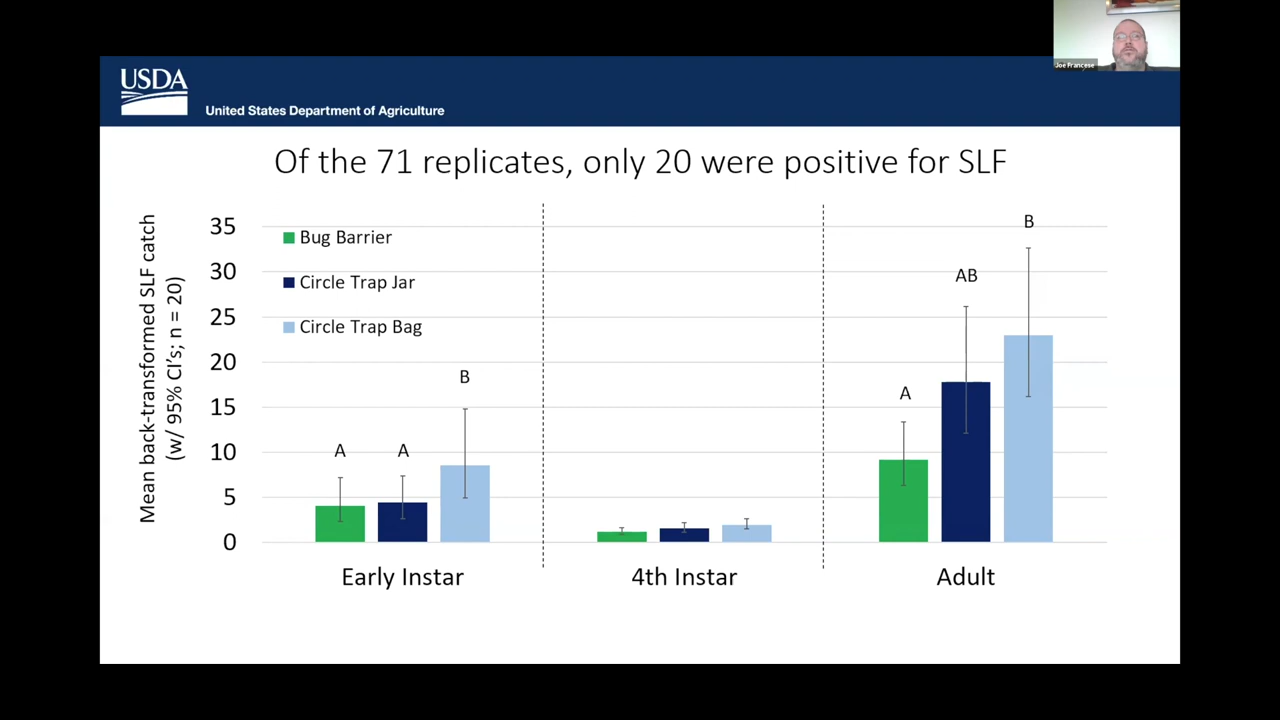 Joe Francese
USDA
United States Department of Agriculture
Of the 71 replicates, only 20 were positive for SLF
Mean back-transformed SLF catch
(w/ 95% CI's; n = 20)
35
30
25
20
15
10
5
0
Bug Barrier
Circle Trap Jar
Circle Trap Bag
A
A
B
A
AB
B
Early Instar
4th Instar
Adult